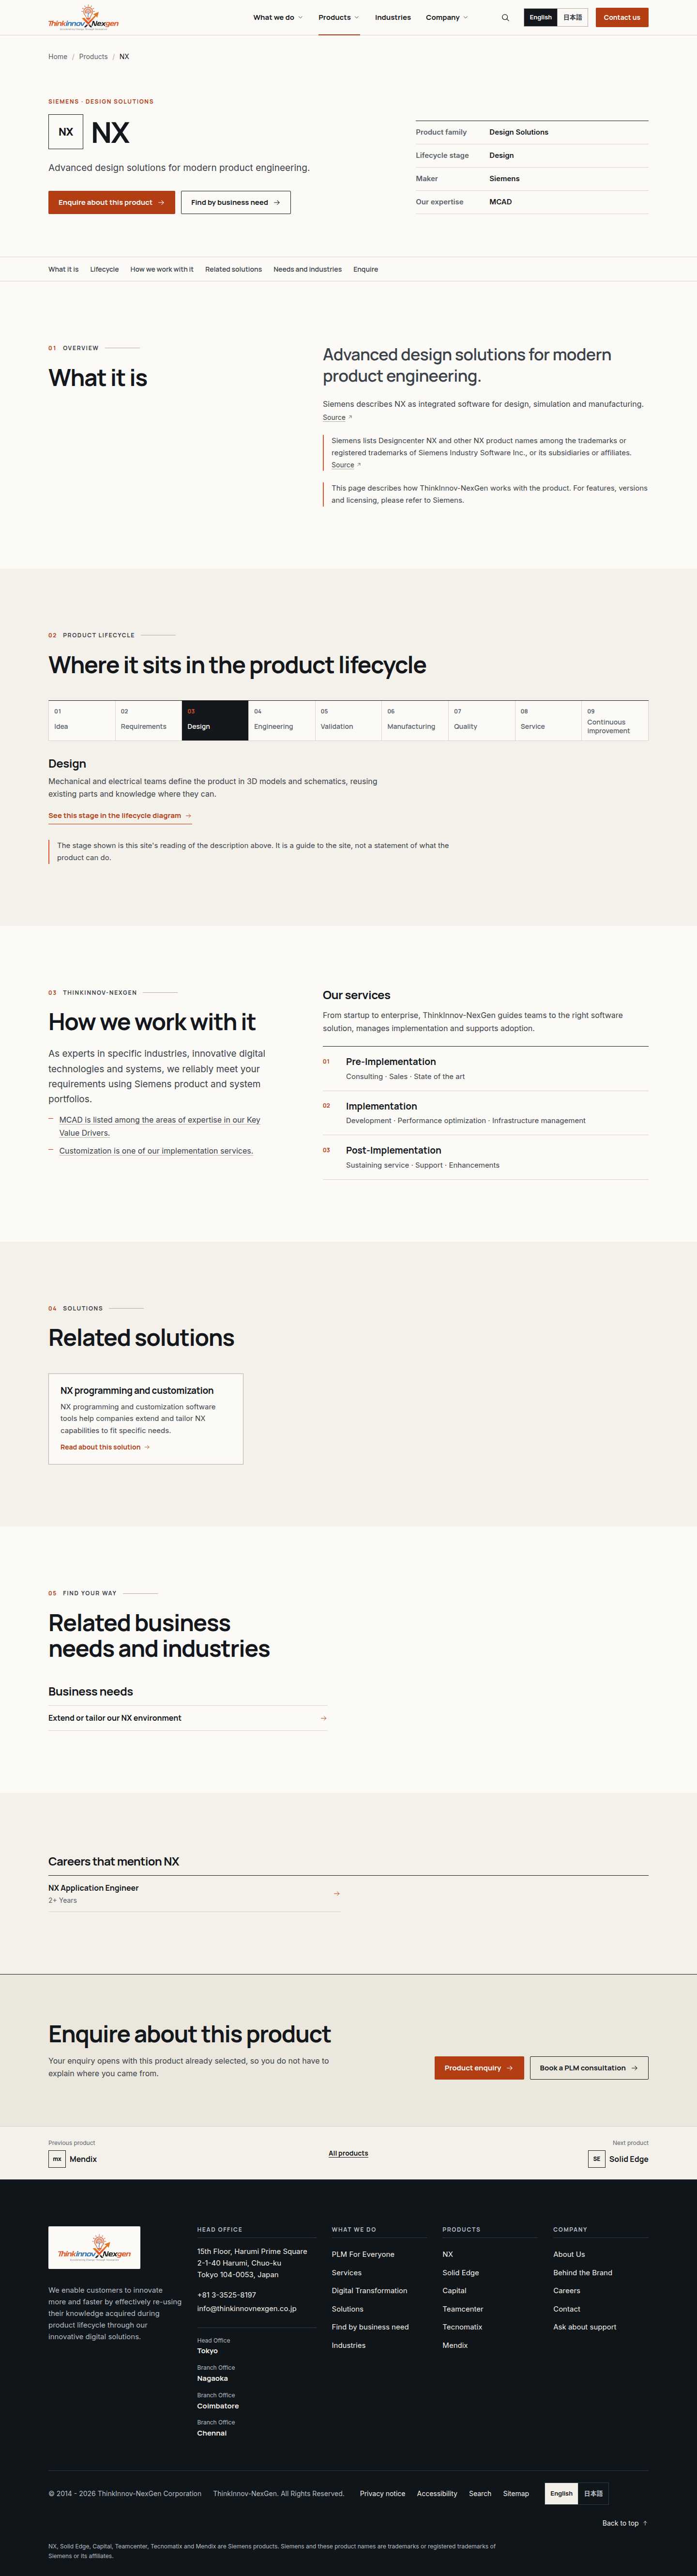 ThinkInnovXNexgen
What we do
Products
Industries
Company
English
日本語
Contact us
Home / Products / NX
SIEMENS · DESIGN SOLUTIONS
NX
NX
Advanced design solutions for modern product engineering.
Enquire about this product →
Find by business need →
Product family Design Solutions
Lifecycle stage Design
Maker Siemens
Our expertise MCAD
What it is
Lifecycle
How we work with it
Related solutions
Needs and industries
Enquire
01 OVERVIEW
What it is
Advanced design solutions for modern
product engineering.
Siemens describes NX as integrated software for design, simulation and manufacturing.
Source ↗
Siemens lists Designcenter NX and other NX product names among the trademarks or
registered trademarks of Siemens Industry Software Inc., or its subsidiaries or affiliates.
Source ↗
This page describes how ThinkInnov-NexGen works with the product. For features, versions
and licensing, please refer to Siemens.
02 PRODUCT LIFECYCLE
Where it sits in the product lifecycle
01
Idea
02
Requirements
03
Design
04
Engineering
05
Validation
06
Manufacturing
07
Quality
08
Service
09
Continuous
improvement
Design
Mechanical and electrical teams define the product in 3D models and schematics, reusing
existing parts and knowledge where they can.
See this stage in the lifecycle diagram →
The stage shown is this site's reading of the description above. It is a guide to the site, not a statement of what the
product can do.
03 THINKINNOV-NEXGEN
How we work with it
As experts in specific Industries, innovative digital
technologies and systems, we reliably meet your
requirements using Siemens product and system
portfolios.
MCAD is listed among the areas of expertise in our Key
Value Drivers.
Customization is one of our implementation services.
Our services
From startup to enterprise, ThinkInnov-NexGen guides teams to the right software
solution, manages implementation and supports adoption.
01 Pre-Implementation
Consulting · Sales · State of the art
02 Implementation
Development · Performance optimization · Infrastructure management
03 Post-Implementation
Sustaining service · Support · Enhancements
04 SOLUTIONS
Related solutions
NX programming and customization
NX programming and customization software
tools help companies extend and tailor NX
capabilities to fit specific needs.
Read about this solution →
05 FIND YOUR WAY
Related business
needs and industries
Business needs
Extend or tailor our NX environment →
Careers that mention NX
NX Application Engineer
2+ Years →
Enquire about this product
Your enquiry opens with this product already selected, so you do not have to
explain where you came from.
Product enquiry →
Book a PLM consultation →
Previous product
mx Mendix
All products
Next product
SE Solid Edge
ThinkInnovXNexgen
We enable customers to innovate
more and faster by effectively re-using
their knowledge acquired during
product lifecycle through our
innovative digital solutions.
HEAD OFFICE
15th Floor, Harumi Prime Square
2-1-40 Harumi, Chuo-ku
Tokyo 104-0053, Japan
+81 3-3525-8197
info@thinkinnovnexgen.co.jp
Head Office
Tokyo
Branch Office
Nagaoka
Branch Office
Coimbatore
Branch Office
Chennai
WHAT WE DO
PLM For Everyone
Services
Digital Transformation
Solutions
Find by business need
Industries
PRODUCTS
NX
Solid Edge
Capital
Teamcenter
Tecnomatix
Mendix
COMPANY
About Us
Behind the Brand
Careers
Contact
Ask about support
© 2014 - 2026 ThinkInnov-NexGen Corporation
ThinkInnov-NexGen. All Rights Reserved.
Privacy notice
Accessibility
Search
Sitemap
English
日本語
Back to top ↑
NX, Solid Edge, Capital, Teamcenter, Tecnomatix and Mendix are Siemens products. Siemens and these product names are trademarks or registered trademarks of
Siemens or its affiliates.